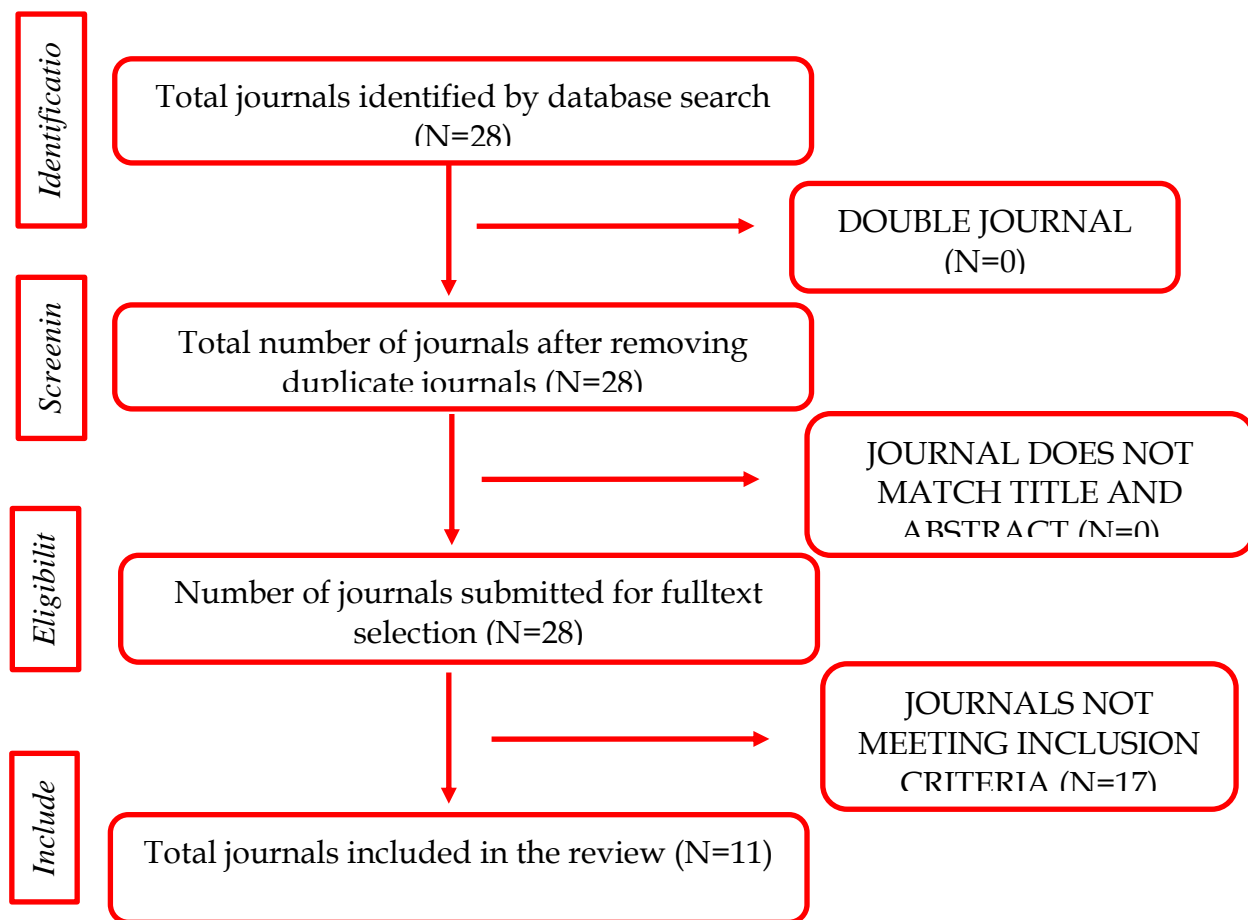 Identificatio
Total journals identified by database search
(N=28)
DOUBLE JOURNAL
(N=0)
Screenin
Total number of journals after removing
duplicate journals (N=28)
JOURNAL DOES NOT
MATCH TITLE AND
ABSTRACT (N=0)
Eligibilit
Number of journals submitted for fulltext
selection (N=28)
JOURNALS NOT
MEETING INCLUSION
CRITERIA (N=17)
Include
Total journals included in the review (N=11)